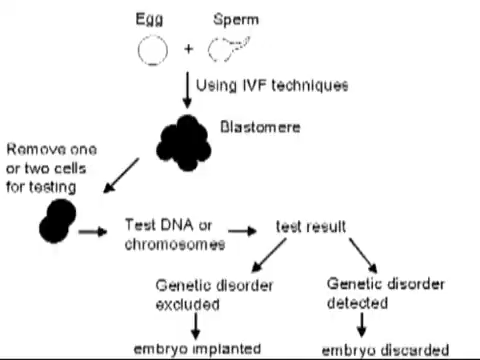 Egg
Sperm
+
Using IVF techniques
Blastomere
Remove one
or two cells
for testing
Test DNA or
chromosomes
test result
Genetic disorder
excluded
Genetic disorder
detected
embryo implanted
embryo discarded